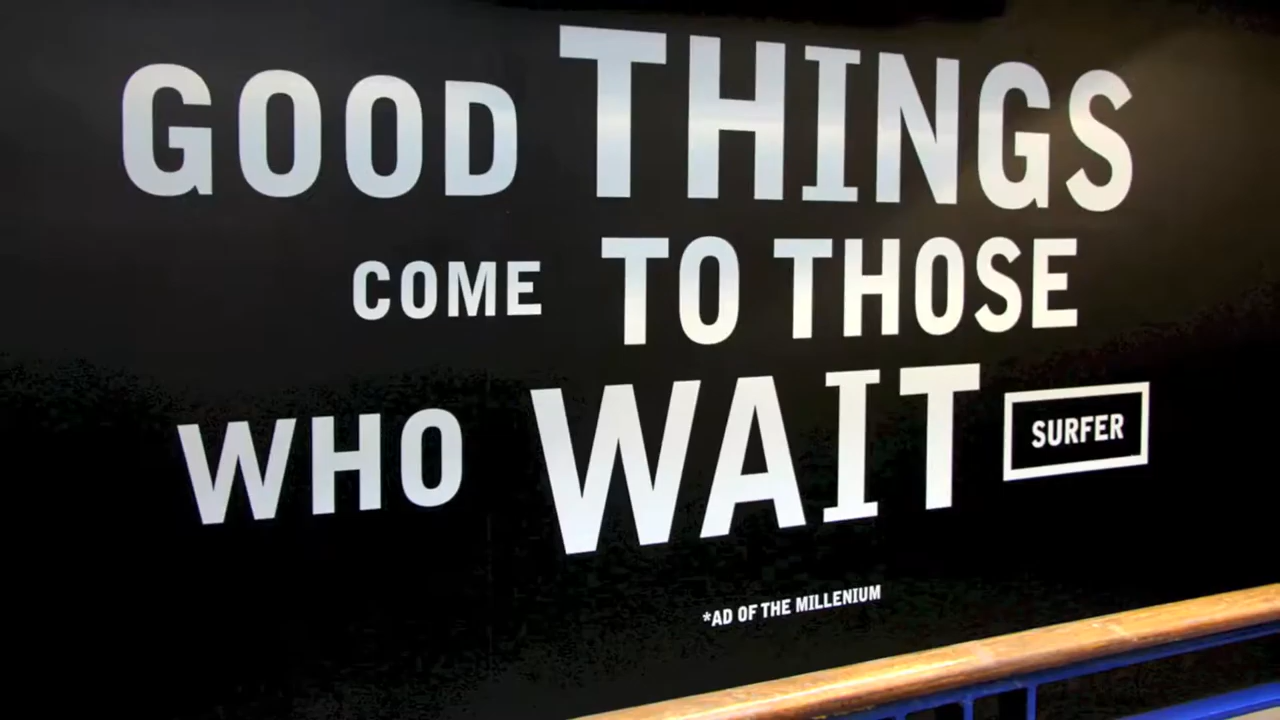 GOOD THINGS
COME TO THOSE
WHO WAIT SURFER
*AD OF THE MILLENIUM